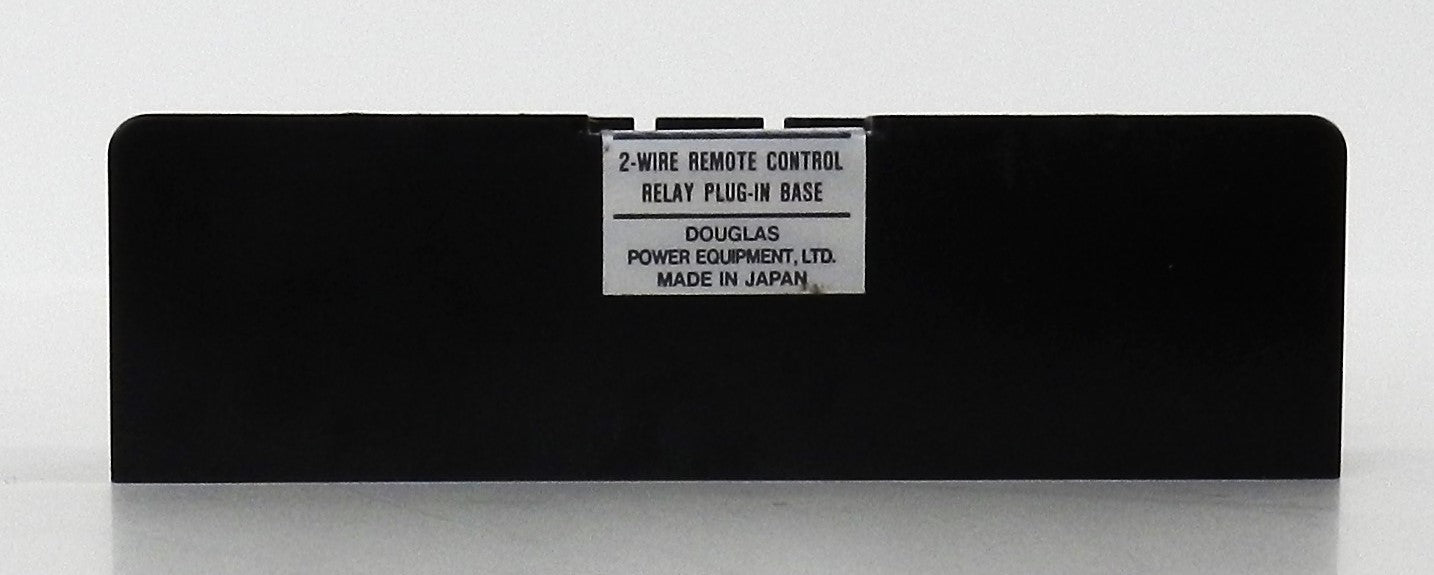 2-WIRE REMOTE CONTROL
RELAY PLUG-IN BASE
DOUGLAS
POWER EQUIPMENT, LTD.
MADE IN JAPAN